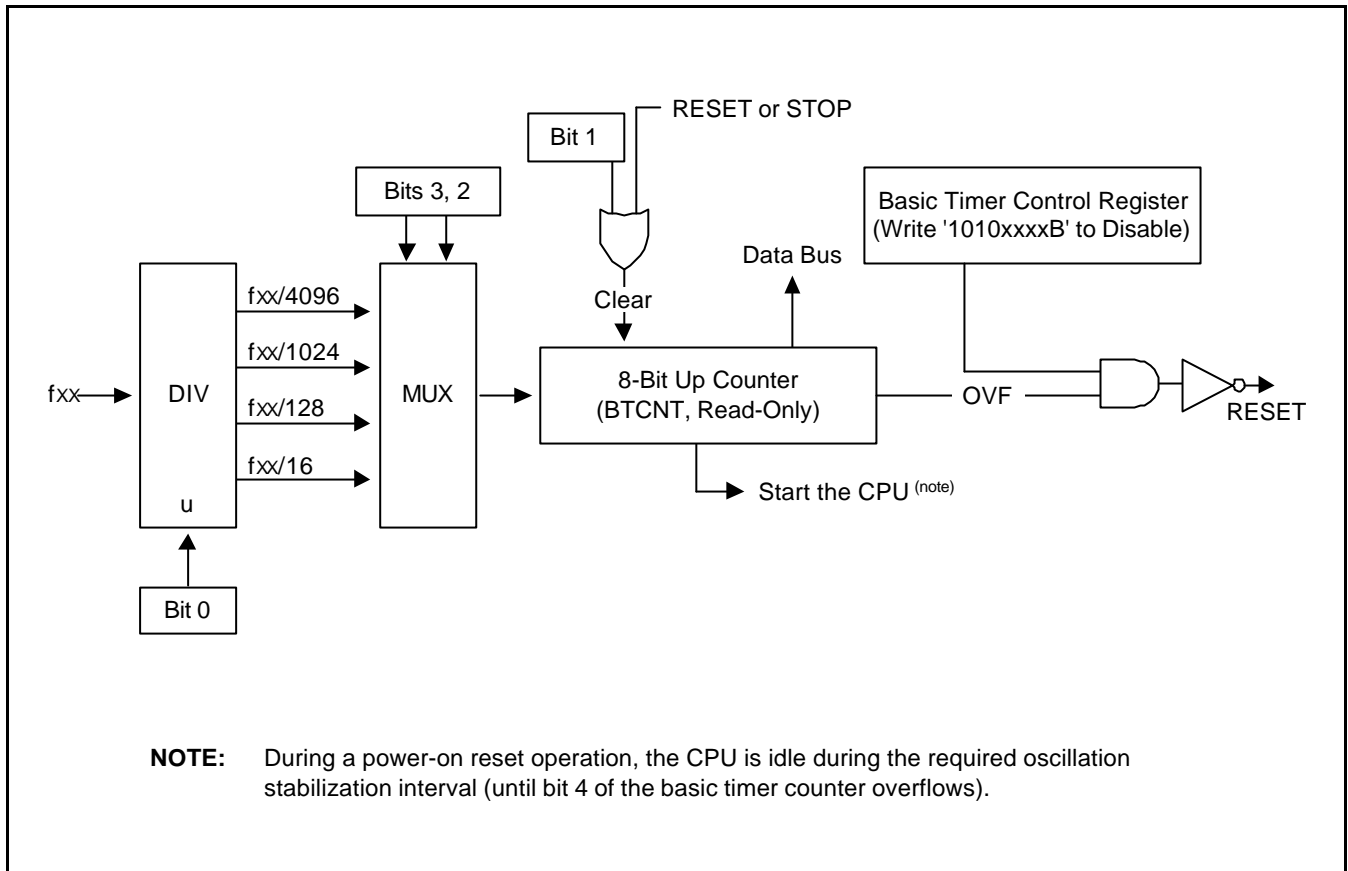 RESET or STOP
Bit 1
Bits 3, 2
Basic Timer Control Register
(Write '1010xxxxB' to Disable)
Data Bus
Clear
fxx/4096
fxx/1024
fxx/128
fxx/16
fxx
DIV
u
MUX
8-Bit Up Counter
(BTCNT, Read-Only)
OVF
RESET
Start the CPU (note)
Bit 0
NOTE: During a power-on reset operation, the CPU is idle during the required oscillation
stabilization interval (until bit 4 of the basic timer counter overflows).